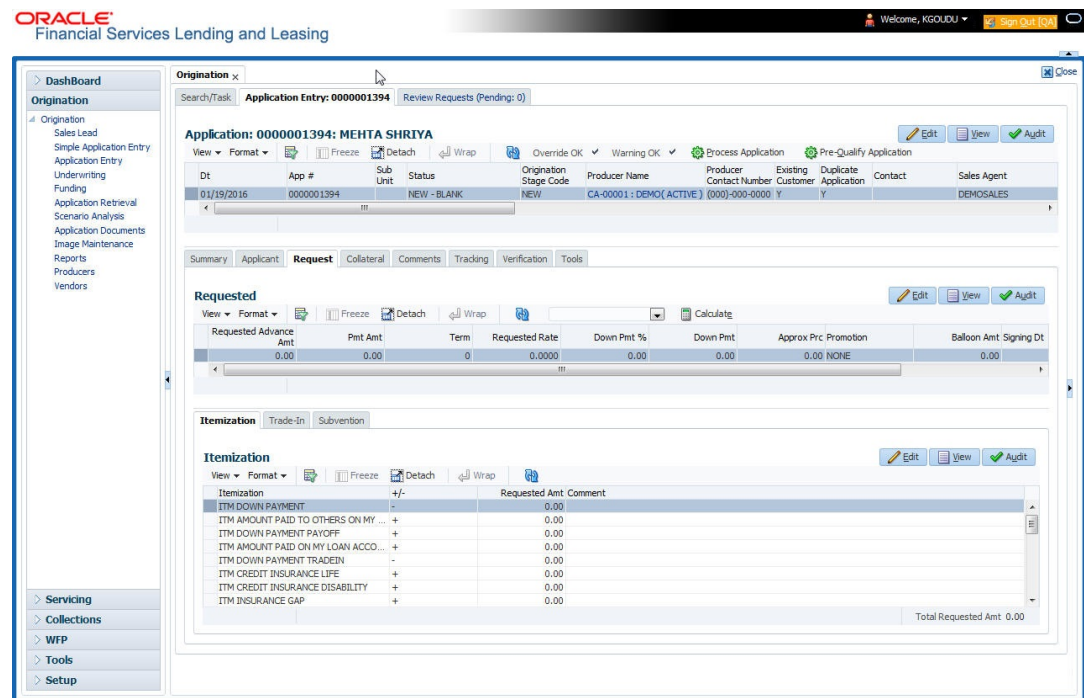 ORACLE
Financial Services Lending and Leasing
Welcome, KGOUDU
Sign Out [QA]
Close
DashBoard
Origination
Origination
Sales Lead
Simple Application Entry
Application Entry
Underwriting
Funding
Application Retrieval
Scenario Analysis
Application Documents
Image Maintenance
Reports
Producers
Vendors
Servicing
Collections
WFP
Tools
Setup
Origination x
Search/Task Application Entry: 0000001394 Review Requests (Pending: 0)
Application: 0000001394: MEHTA SHRIYA
Edit View Audit
View Format Freeze Detach Wrap Override OK Warning OK Process Application Pre-Qualify Application
Dt App # Sub Unit Status Origination Stage Code Producer Name Producer Contact Number Existing Customer Duplicate Application Contact Sales Agent
01/19/2016 0000001394 NEW - BLANK NEW CA-00001 : DEMO( ACTIVE ) (000)-000-0000 Y Y DEMOSALES
Summary Applicant Request Collateral Comments Tracking Verification Tools
Requested
Edit View Audit
View Format Freeze Detach Wrap Calculate
Requested Advance Amt Pmt Amt Term Requested Rate Down Pmt % Down Pmt Approx Prc Promotion Balloon Amt Signing Dt
0.00 0.00 0 0.0000 0.00 0.00 0.00 NONE 0.00
Itemization Trade-In Subvention
Itemization
Edit View Audit
View Format Freeze Detach Wrap
Itemization +/- Requested Amt Comment
ITM DOWN PAYMENT - 0.00
ITM AMOUNT PAID TO OTHERS ON MY ... + 0.00
ITM DOWN PAYMENT PAYOFF + 0.00
ITM AMOUNT PAID ON MY LOAN ACCO... + 0.00
ITM DOWN PAYMENT TRADEIN - 0.00
ITM CREDIT INSURANCE LIFE + 0.00
ITM CREDIT INSURANCE DISABILITY + 0.00
ITM INSURANCE GAP + 0.00
Total Requested Amt 0.00